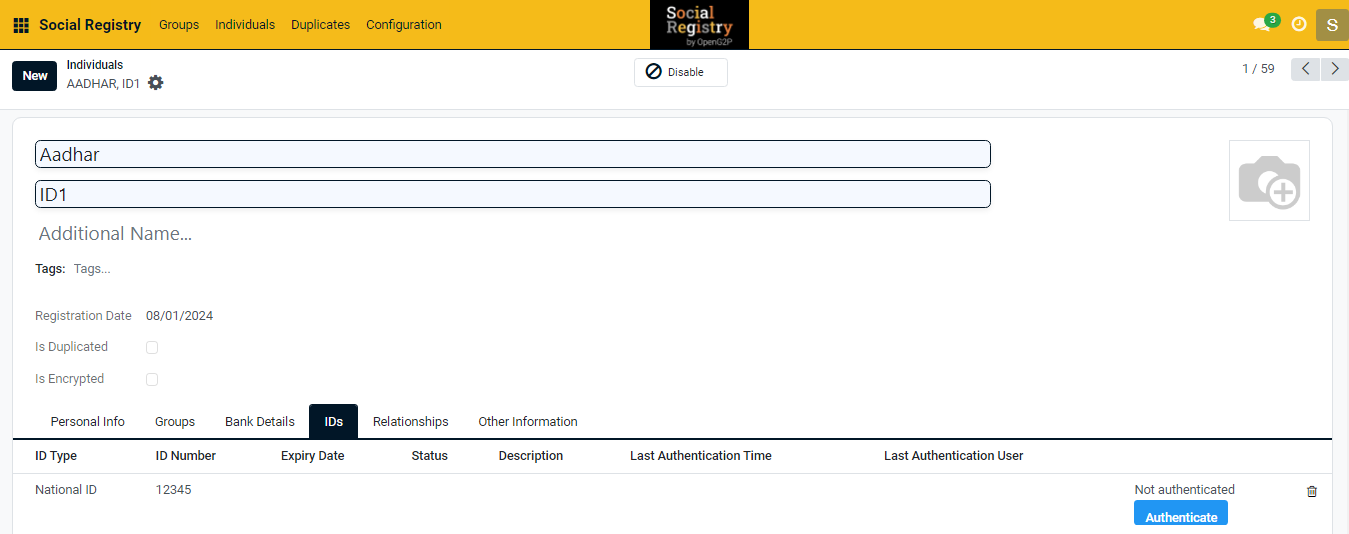 Social Registry Groups Individuals Duplicates Configuration
Social
Registry
by OpenG2P
3
S
New
Individuals
AADHAR, ID1
Disable
1 / 59
Aadhar
ID1
Additional Name...
Tags: Tags...
Registration Date 08/01/2024
Is Duplicated
Is Encrypted
Personal Info Groups Bank Details IDs Relationships Other Information
ID Type ID Number Expiry Date Status Description Last Authentication Time Last Authentication User
National ID 12345 Not authenticated
Authenticate